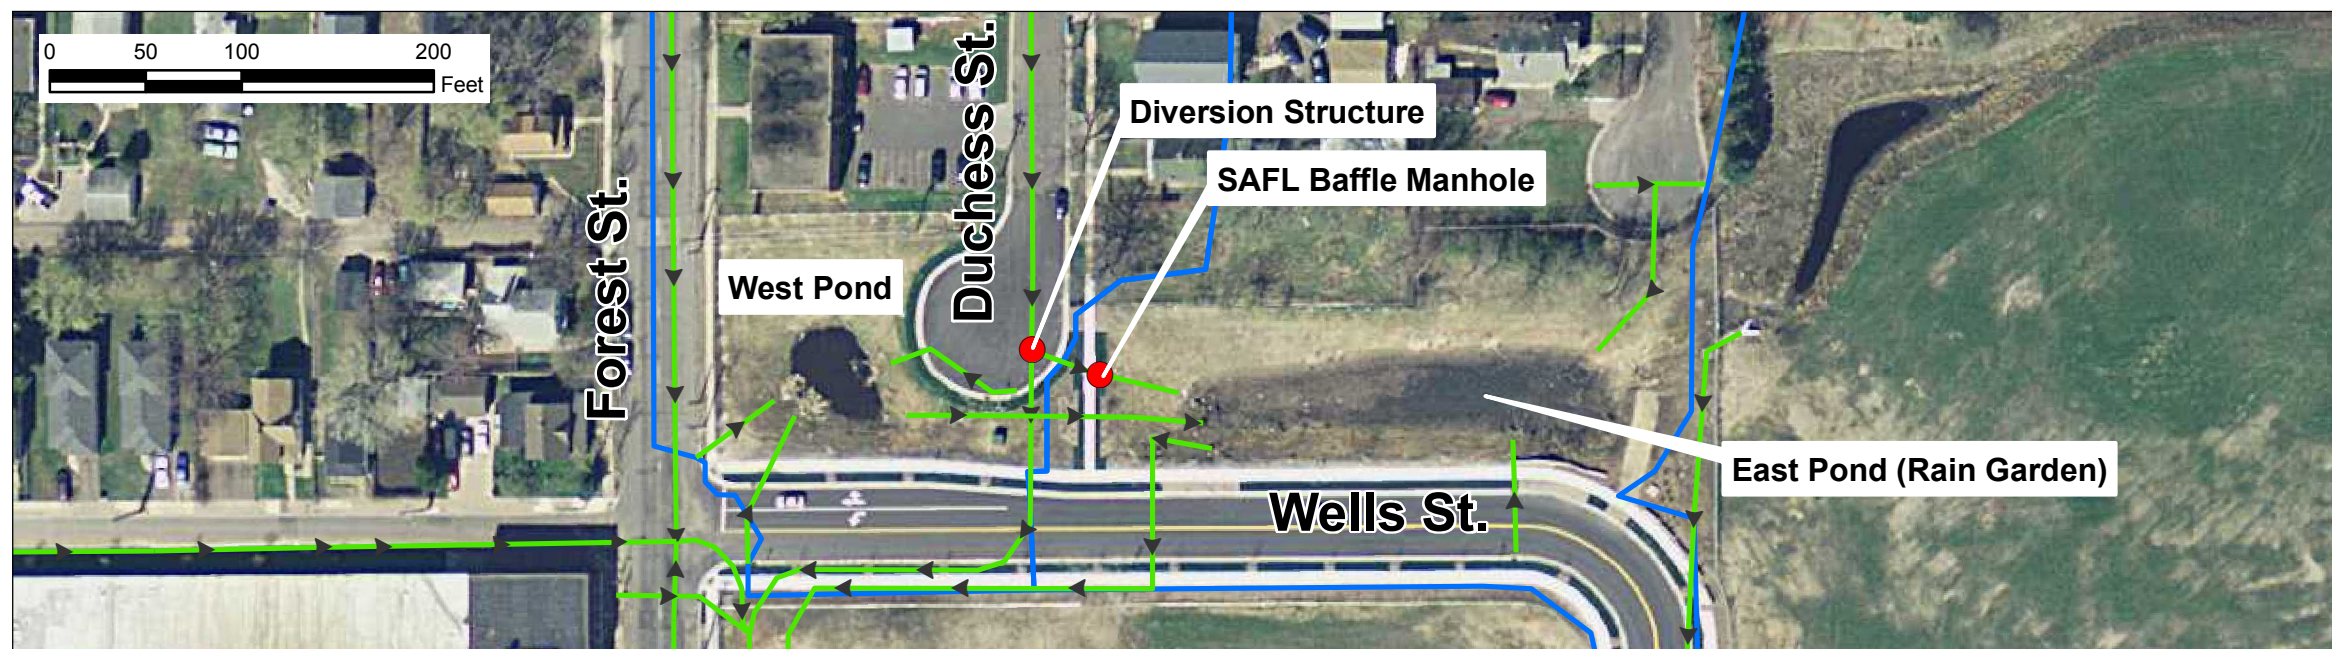 0 50 100 200
Feet
Duchess St.
Diversion Structure
SAFL Baffle Manhole
Forest St.
West Pond
East Pond (Rain Garden)
Wells St.